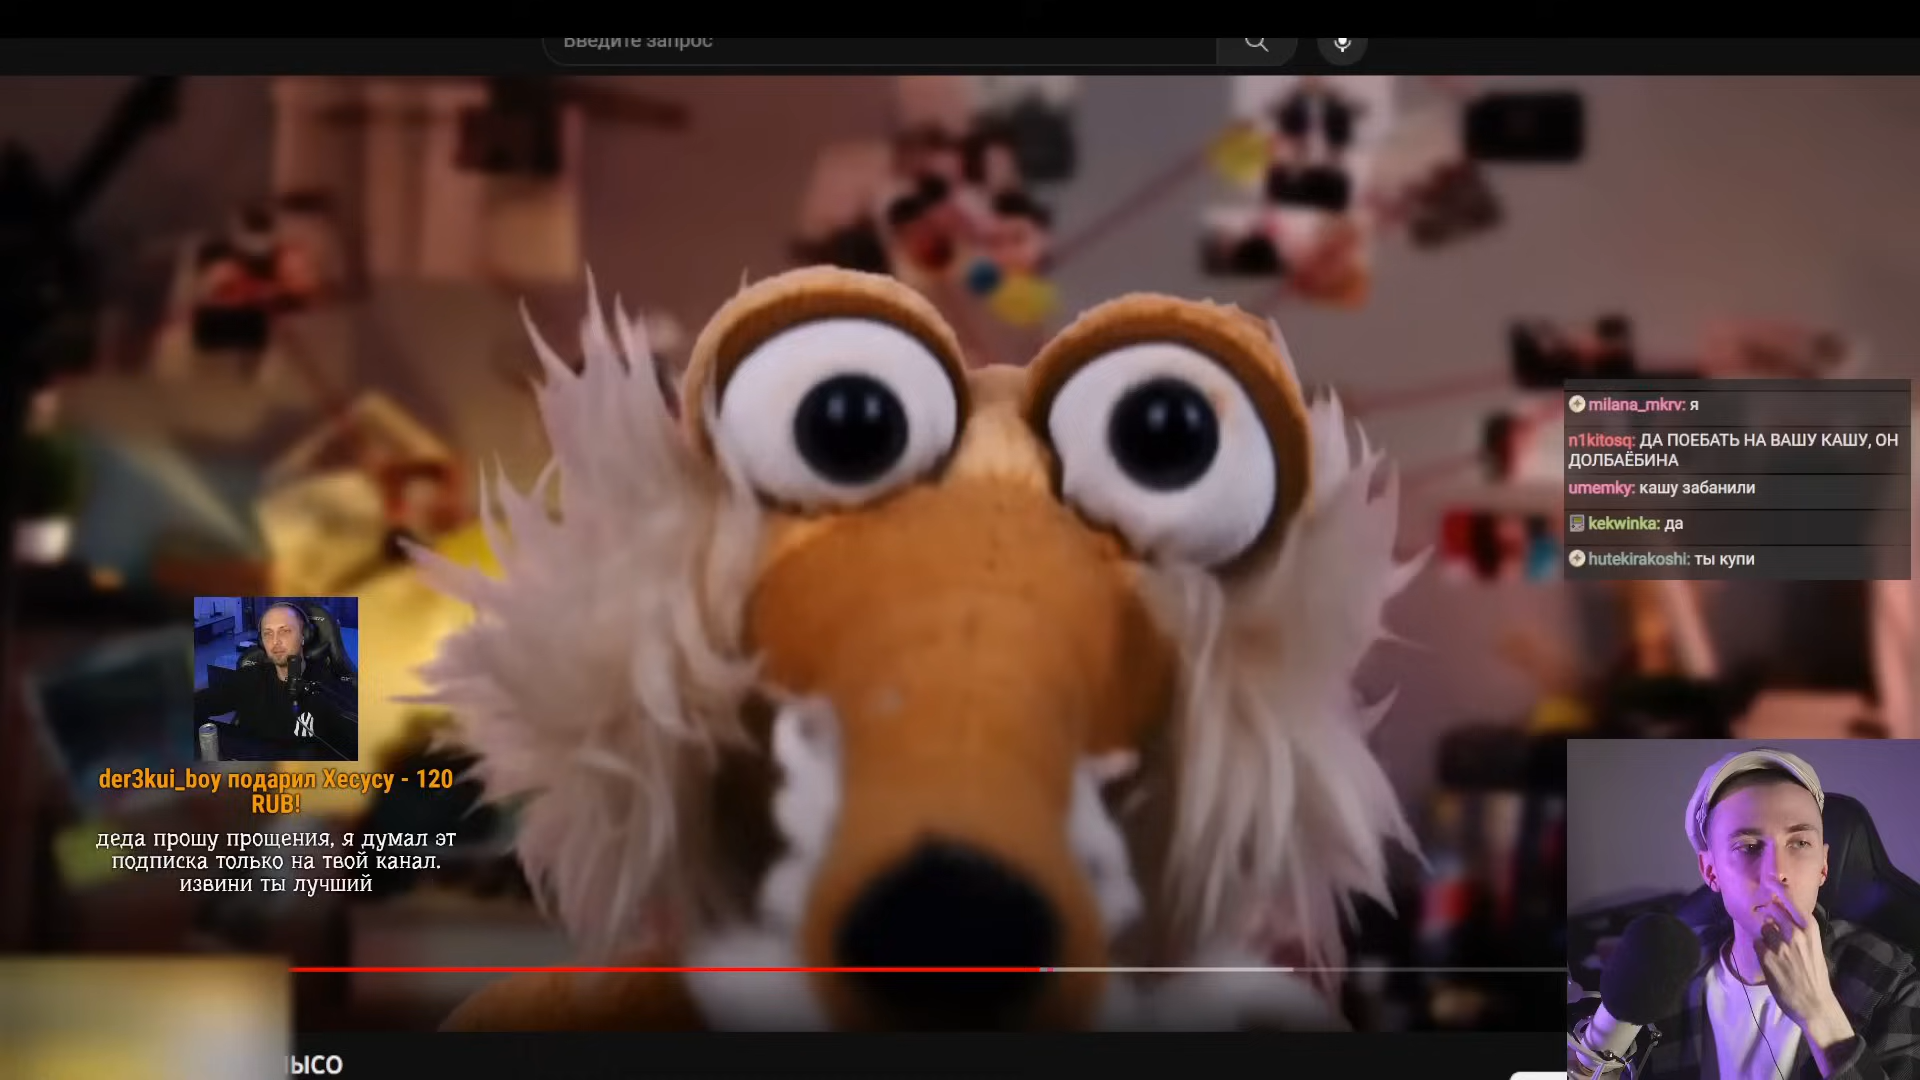 Введите запрос
milana_mkrv: я
n1kitosq: ДА ПОЕБАТЬ НА ВАШУ КАШУ, ОН
ДОЛБАЁБИНА
umemky: кашу забанили
kekwinka: да
hutekirakoshi: ты купи
der3kui_boy подарил Хесусу - 120
RUB!
деда прошу прощения, я думал эт
подписка только на твой канал.
извини ты лучший
ЫСО